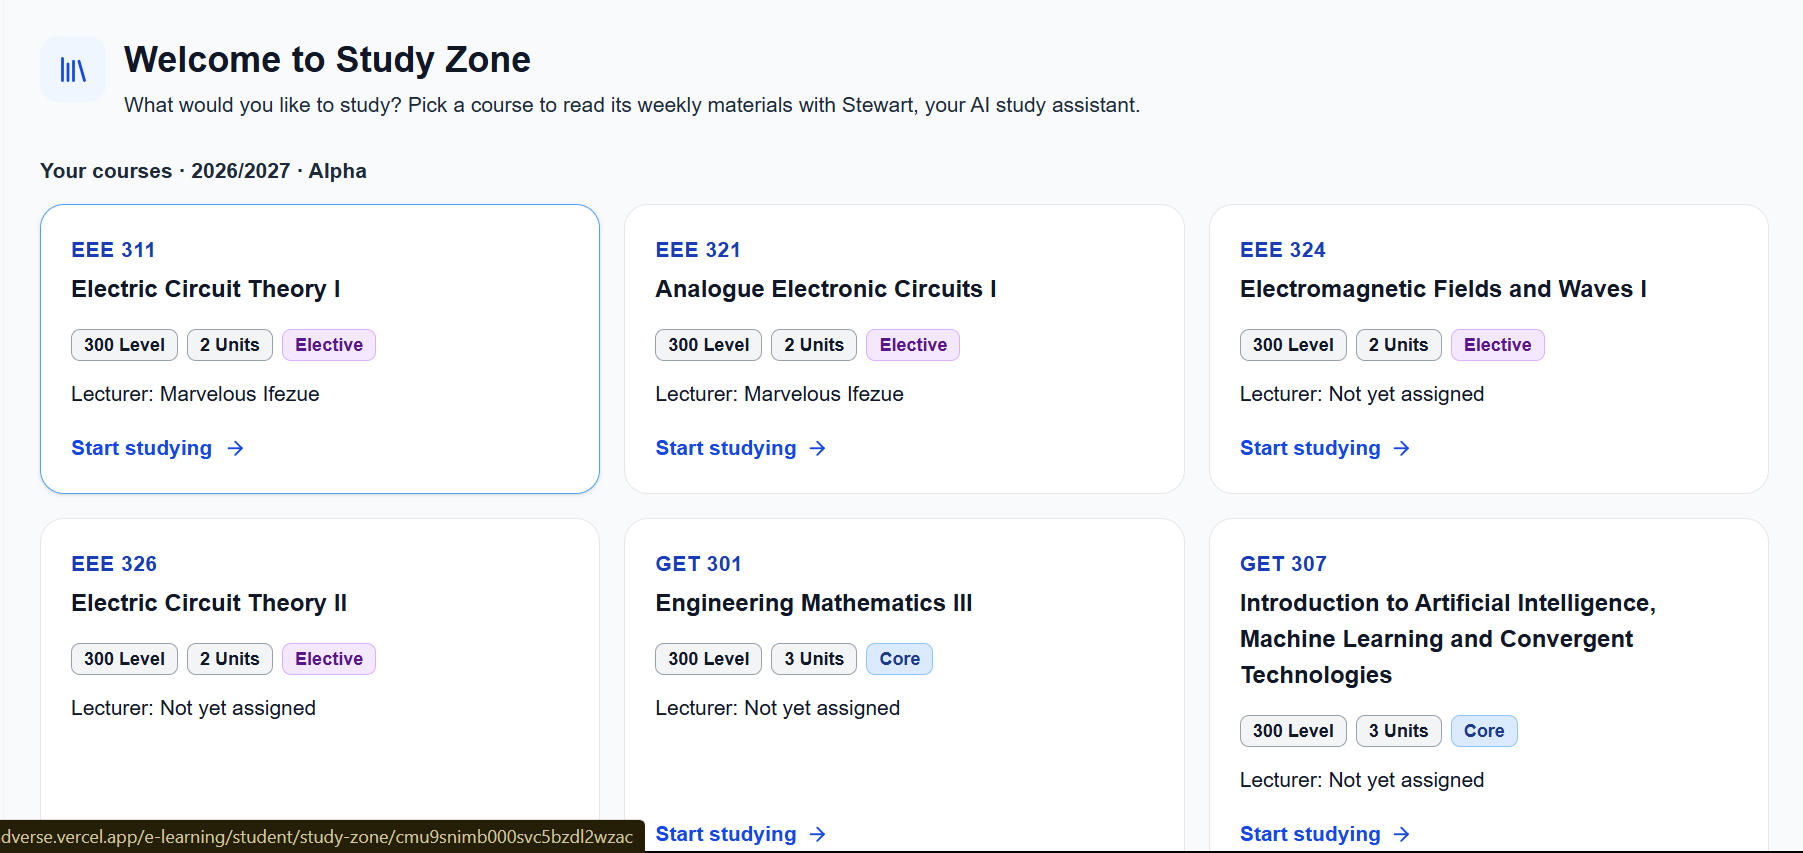 Welcome to Study Zone
What would you like to study? Pick a course to read its weekly materials with Stewart, your AI study assistant.
Your courses · 2026/2027 · Alpha
EEE 311
Electric Circuit Theory I
300 Level
2 Units
Elective
Lecturer: Marvelous Ifezue
Start studying →
EEE 321
Analogue Electronic Circuits I
300 Level
2 Units
Elective
Lecturer: Marvelous Ifezue
Start studying →
EEE 324
Electromagnetic Fields and Waves I
300 Level
2 Units
Elective
Lecturer: Not yet assigned
Start studying →
EEE 326
Electric Circuit Theory II
300 Level
2 Units
Elective
Lecturer: Not yet assigned
GET 301
Engineering Mathematics III
300 Level
3 Units
Core
Lecturer: Not yet assigned
Start studying →
GET 307
Introduction to Artificial Intelligence,
Machine Learning and Convergent
Technologies
300 Level
3 Units
Core
Lecturer: Not yet assigned
Start studying →
dverse.vercel.app/e-learning/student/study-zone/cmu9snimb000svc5bzdl2wzac